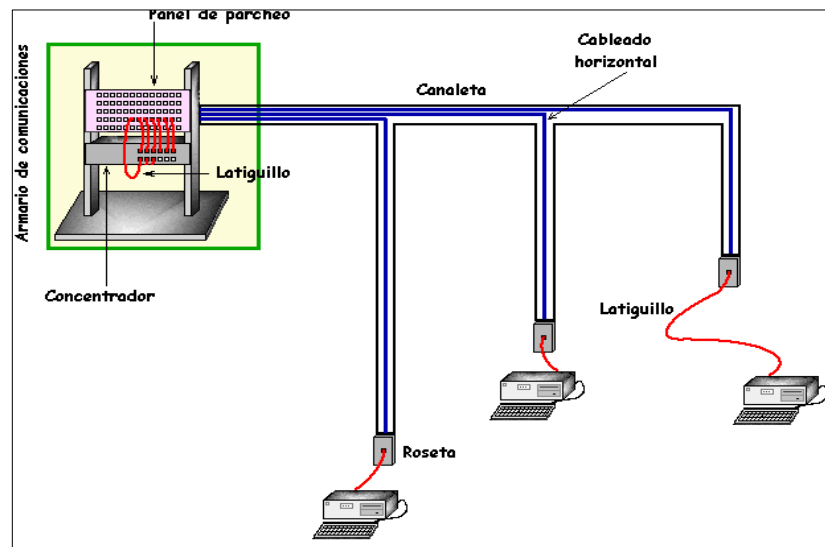 Panel de parcheo
Cableado
horizontal
Canaleta
Armario de comunicaciones
Latiguillo
Concentrador
Latiguillo
Roseta